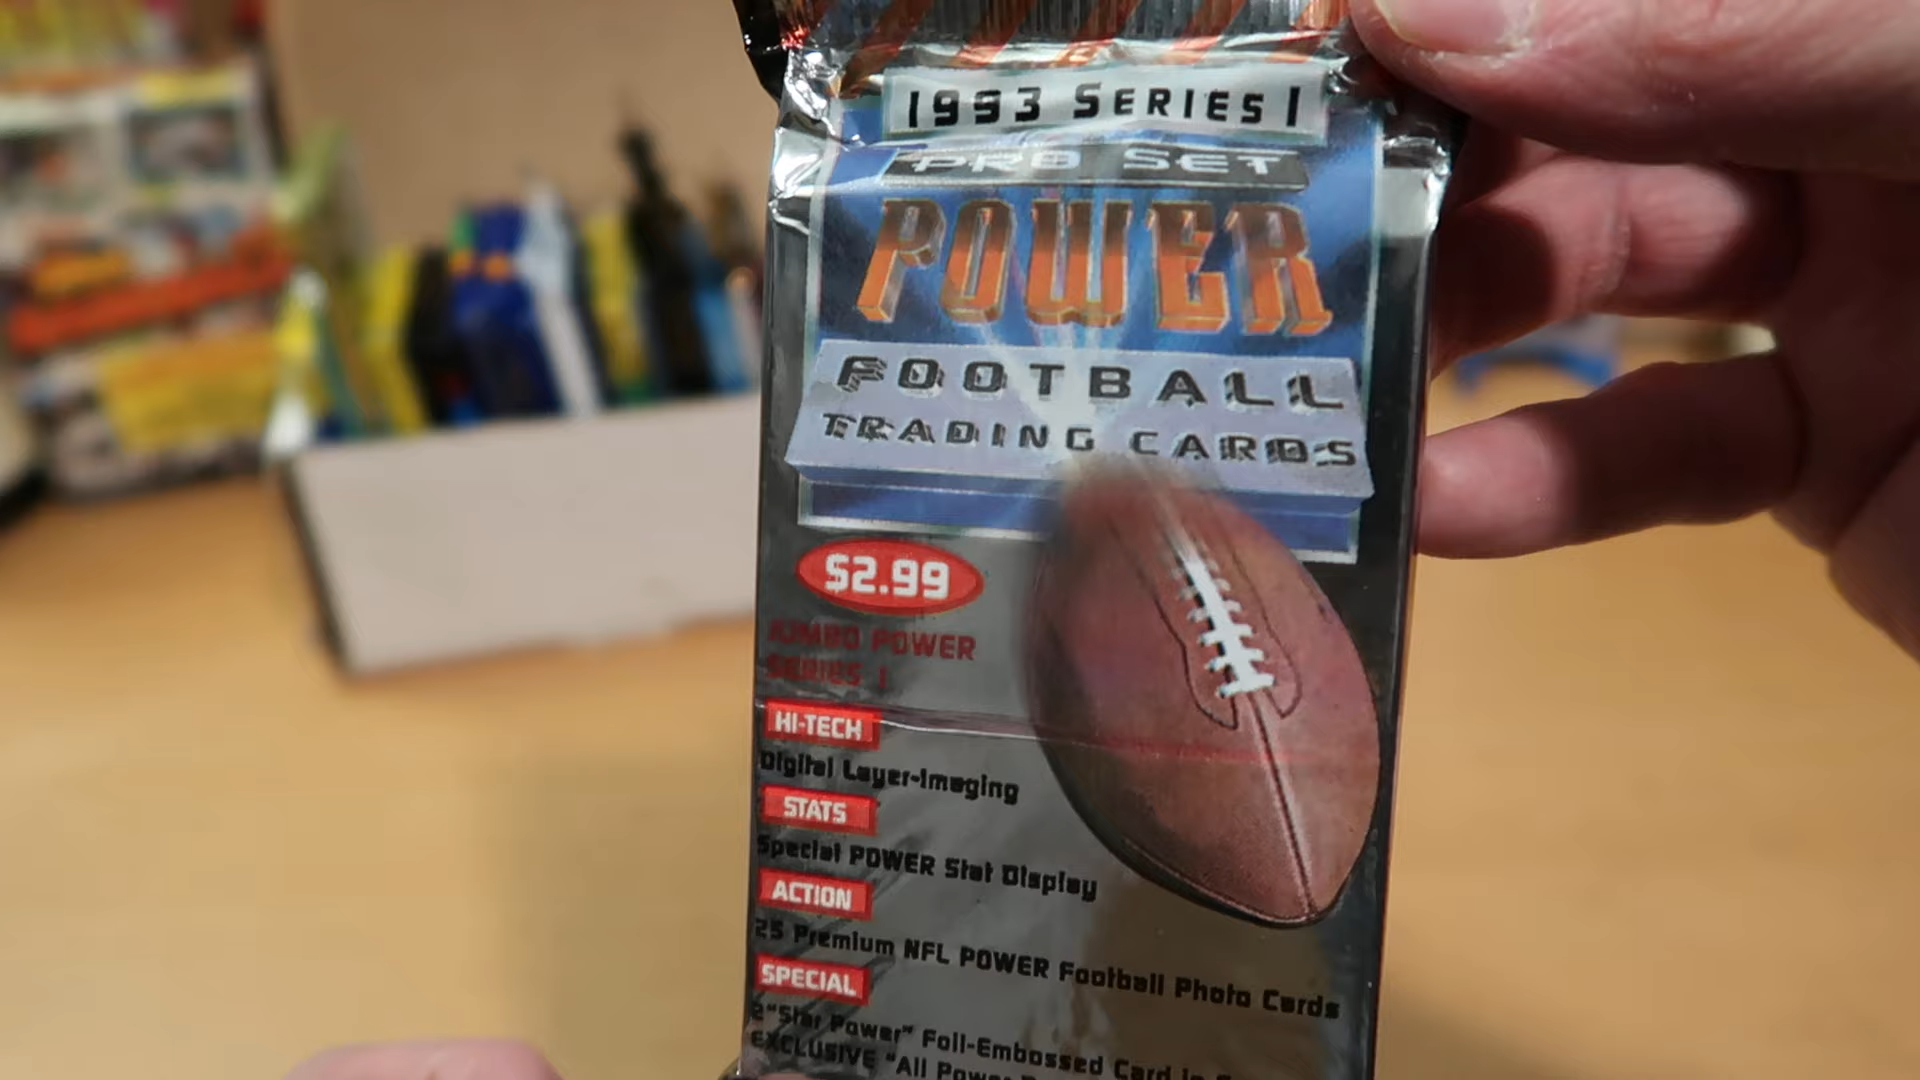 1993 SERIES 1
PRO SET
POWER
FOOTBALL
TRADING CARDS
$2.99
JUMBO POWER
SERIES 1
HI-TECH
Digital Layer-Imaging
STATS
Special POWER Stat Display
ACTION
25 Premium NFL POWER Football Photo Cards
SPECIAL
2 "Star Power" Foil-Embossed Card in
EXCLUSIVE "All Power